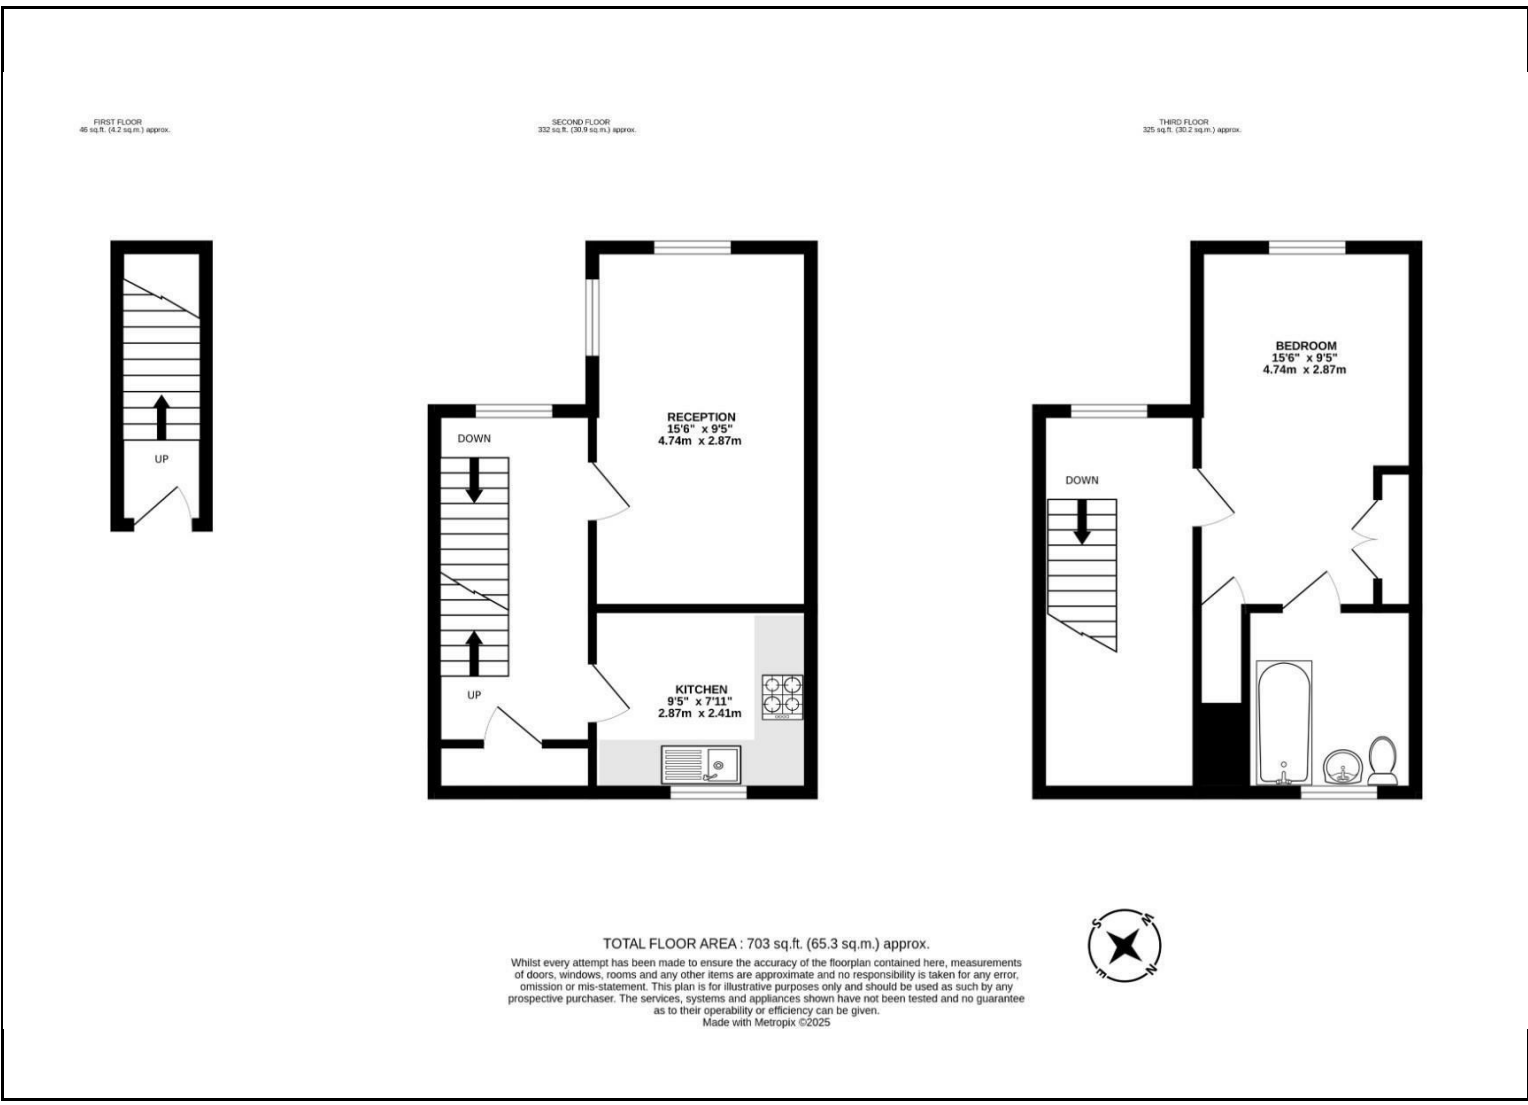 FIRST FLOOR
46 sq.ft. (4.2 sq.m.) approx.
SECOND FLOOR
332 sq.ft. (30.9 sq.m.) approx.
THIRD FLOOR
325 sq.ft. (30.2 sq.m.) approx.
UP
DOWN
UP
RECEPTION
15'6" x 9'5"
4.74m x 2.87m
KITCHEN
9'5" x 7'11"
2.87m x 2.41m
DOWN
BEDROOM
15'6" x 9'5"
4.74m x 2.87m
S
W
E
N
TOTAL FLOOR AREA : 703 sq.ft. (65.3 sq.m.) approx.
Whilst every attempt has been made to ensure the accuracy of the floorplan contained here, measurements
of doors, windows, rooms and any other items are approximate and no responsibility is taken for any error,
omission or mis-statement. This plan is for illustrative purposes only and should be used as such by any
prospective purchaser. The services, systems and appliances shown have not been tested and no guarantee
as to their operability or efficiency can be given.
Made with Metropix ©2025